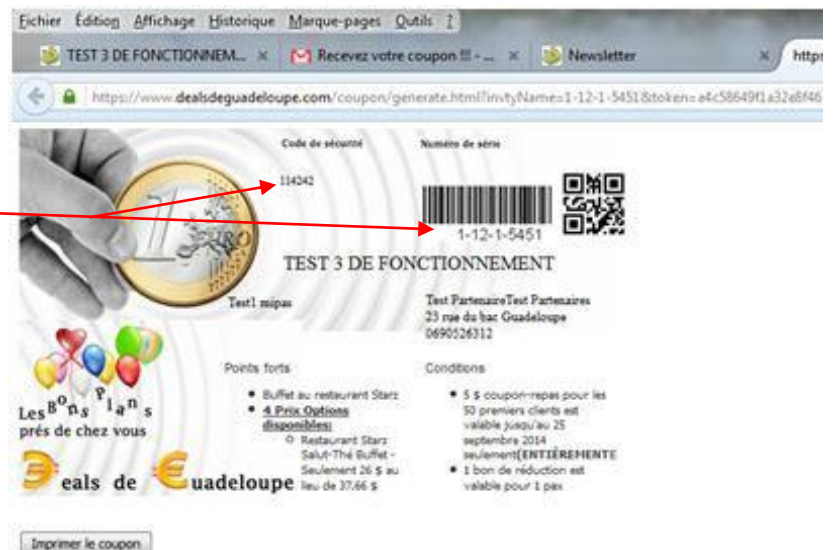 Fichier Édition Affichage Historique Marque-pages Outils ?
TEST 3 DE FONCTIONNEM... × Recevez votre coupon !!! - ... × Newsletter × https
https://www.dealsdeguadeloupe.com/coupon/generate.html?invtyName=1-12-1-5451&token=a4c58649f1a32e8f46
Code de sécurité Numéro de série
114242
1-12-1-5451
TEST 3 DE FONCTIONNEMENT
Test1 mipas
Test PartenaireTest Partenaires
23 rue du bac Guadeloupe
0690526312
Les Bons Plans
prés de chez vous
Deals de Guadeloupe
Points forts
Buffet au restaurant Starz
4 Prix Options
disponibles:
Restaurant Starz
Salut-Thé Buffet -
Seulement 26 $ au
lieu de 37.66 $
Conditions
5 $ coupon-repas pour les
50 premiers clients est
valable jusqu'au 25
septembre 2014
seulement(ENTIÈREMENTE
1 bon de réduction est
valable pour 1 pax
Imprimer le coupon